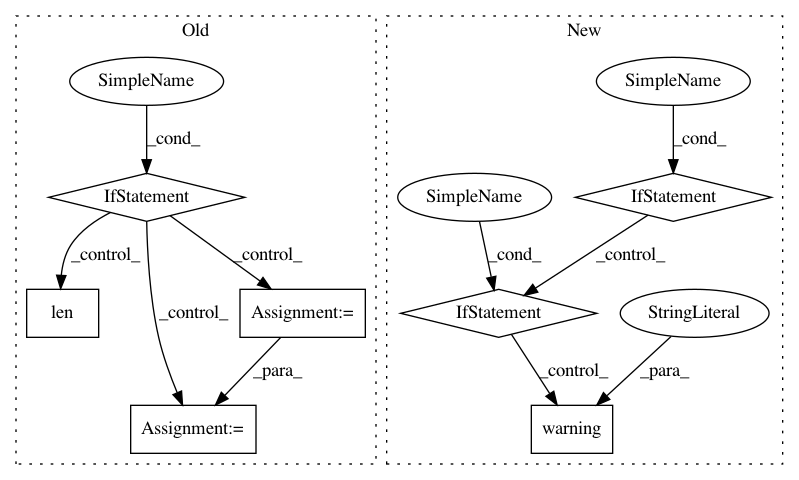 Old
New
SimpleName
SimpleName
_cond_
_cond_
IfStatement
SimpleName
IfStatement
_control_
_control_
_control_
_cond_
_control_
len
Assignment:=
IfStatement
StringLiteral
_para_
_control_
_para_
Assignment:=
warning